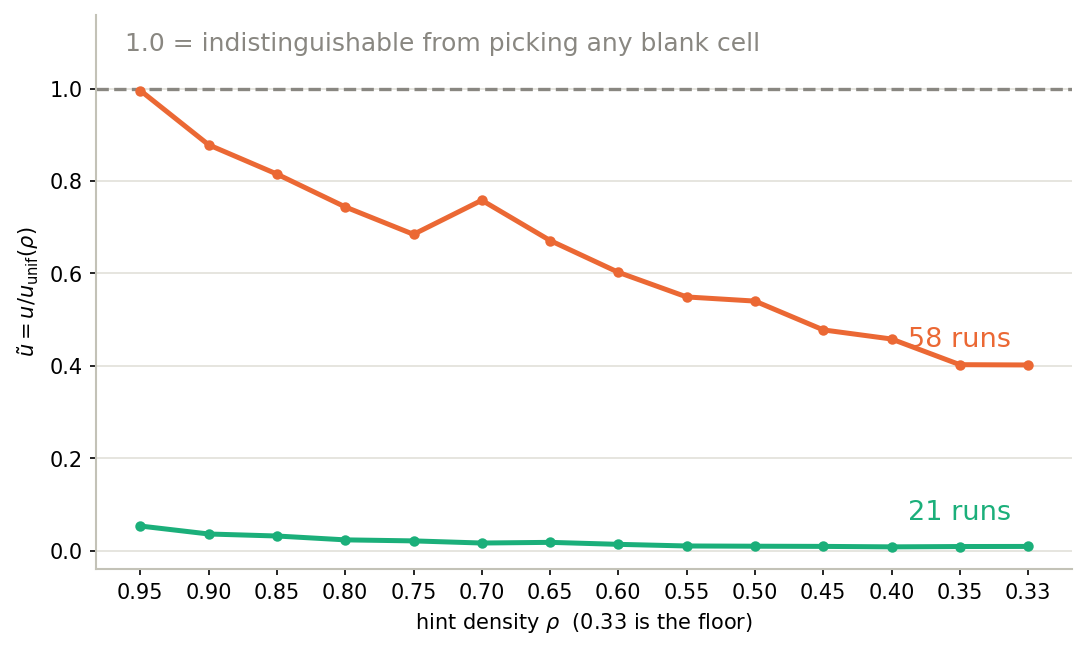 1.0 = indistinguishable from picking any blank cell
1.0
0.8
0.6
0.4
0.2
0.0
ũ = u/u_unif(ρ)
58 runs
21 runs
0.95 0.90 0.85 0.80 0.75 0.70 0.65 0.60 0.55 0.50 0.45 0.40 0.35 0.33
hint density ρ (0.33 is the floor)